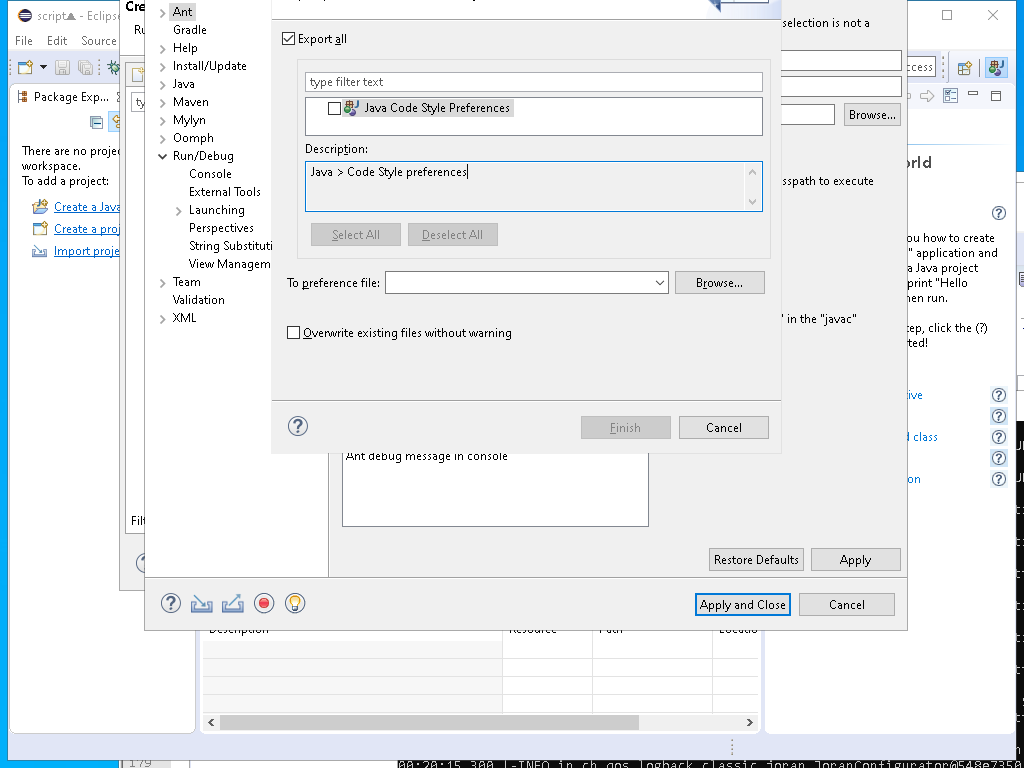 script - Eclipse
Cre
selection is not a
File Edit Source
Ru
Ant
Gradle
Help
Install/Update
Java
Maven
Mylyn
Oomph
Run/Debug
Console
External Tools
Launching
Perspectives
String Substituti
View Managem
Team
Validation
XML
Export all
type filter text
Java Code Style Preferences
Description:
Java > Code Style preferences
Select All
Deselect All
To preference file:
Browse...
Overwrite existing files without warning
Finish
Cancel
Browse...
cess
Package Exp...
ty
There are no projec
workspace.
To add a project:
Create a Java
Create a proj
Import proje
Filt
sspath to execute
' in the "javac"
Ant debug message in console
Restore Defaults
Apply
Apply and Close
Cancel
orld
ou how to create
" application and
a Java project
print "Hello
hen run.
tep, click the (?)
ted!
ive
d class
on
Description Resource Path Locatio
179
00:20:15,300 |-INFO in ch.qos.logback.classic.joran.JoranConfigurator@548e7350